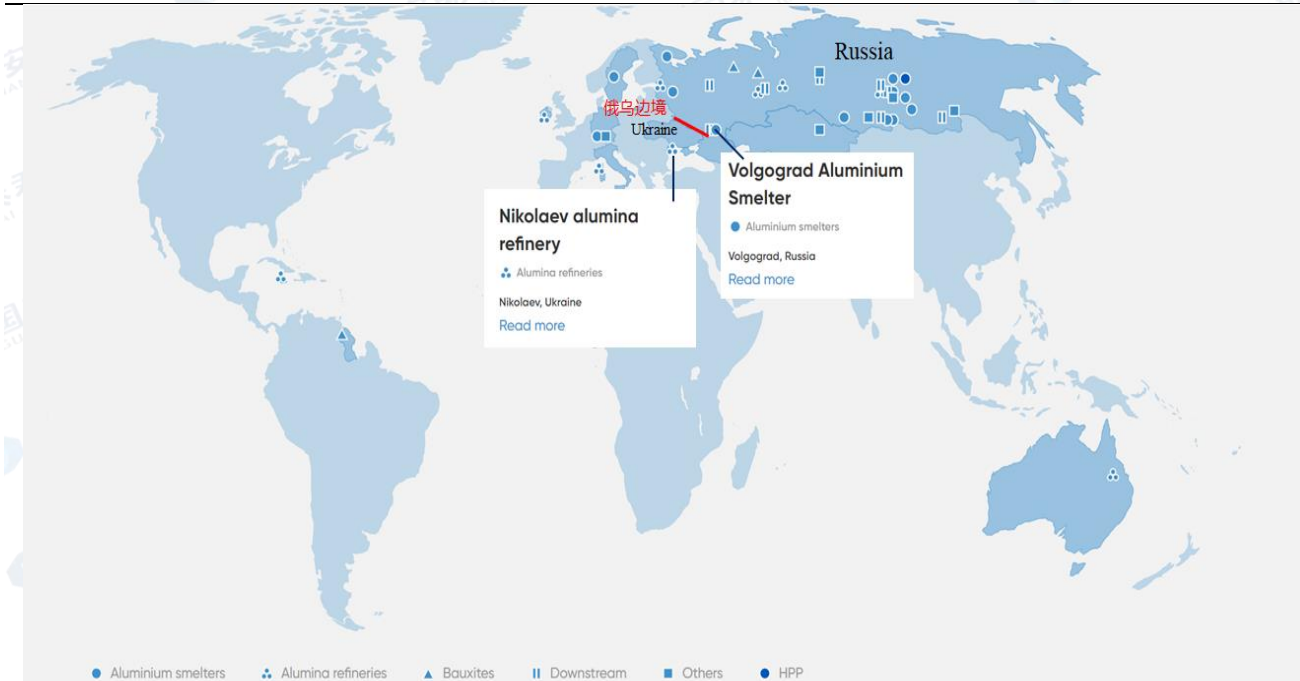 Russia
俄乌边境
Ukraine
Volgograd Aluminium
Smelter
Aluminium smelters
Volgograd, Russia
Read more
Nikolaev alumina
refinery
Alumina refineries
Nikolaev, Ukraine
Read more
Aluminium smelters Alumina refineries Bauxites Downstream Others HPP